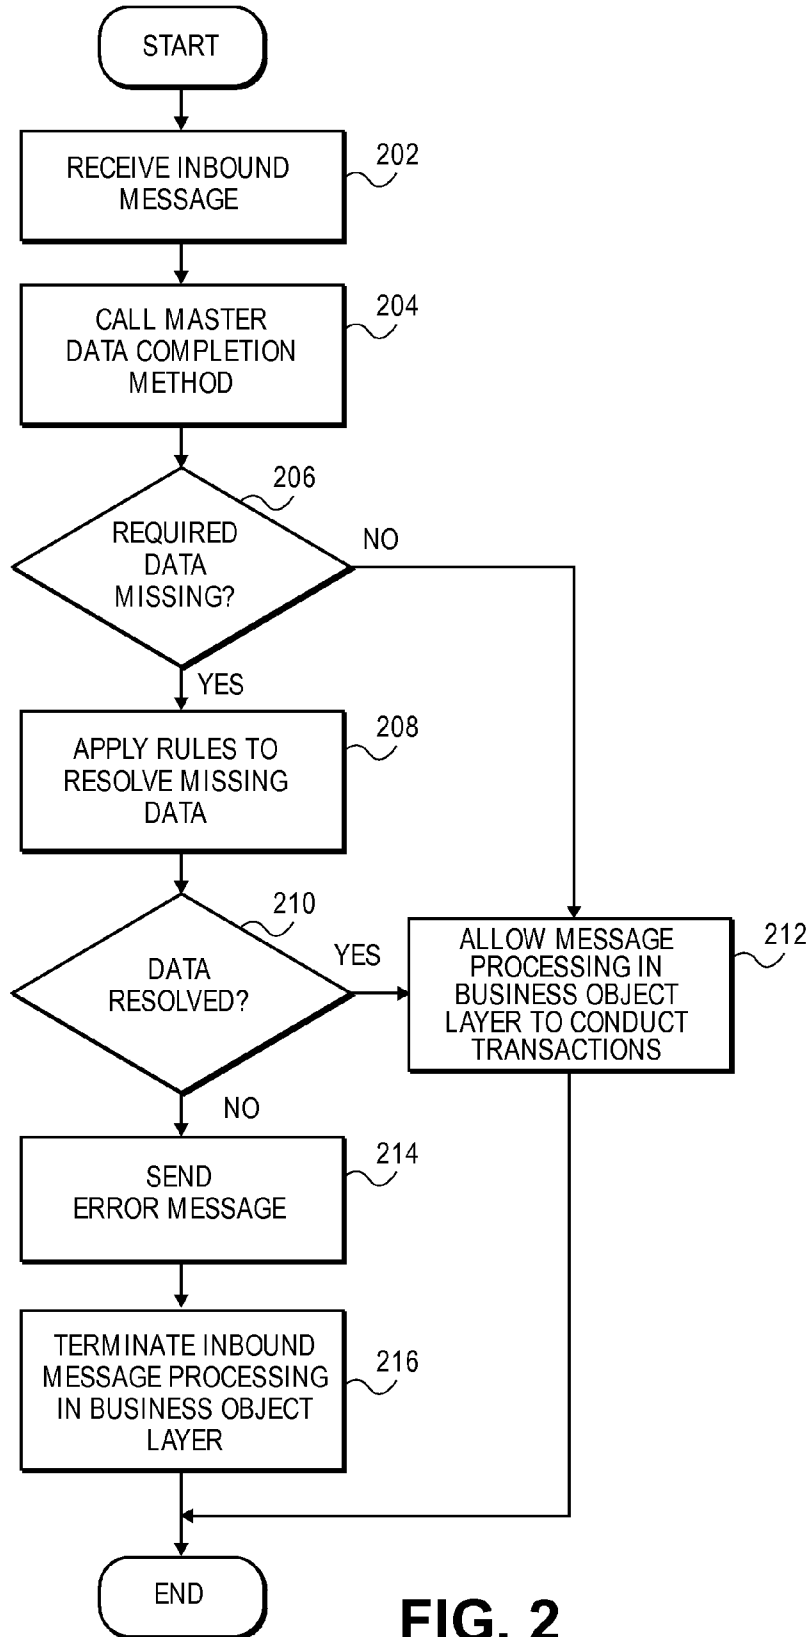 START
RECEIVE INBOUND
MESSAGE
202
CALL MASTER
DATA COMPLETION
METHOD
204
206
REQUIRED
DATA
MISSING?
NO
YES
APPLY RULES TO
RESOLVE MISSING
DATA
208
210
DATA
RESOLVED?
YES
ALLOW MESSAGE
PROCESSING IN
BUSINESS OBJECT
LAYER TO CONDUCT
TRANSACTIONS
212
NO
SEND
ERROR MESSAGE
214
TERMINATE INBOUND
MESSAGE PROCESSING
IN BUSINESS OBJECT
LAYER
216
END
FIG. 2